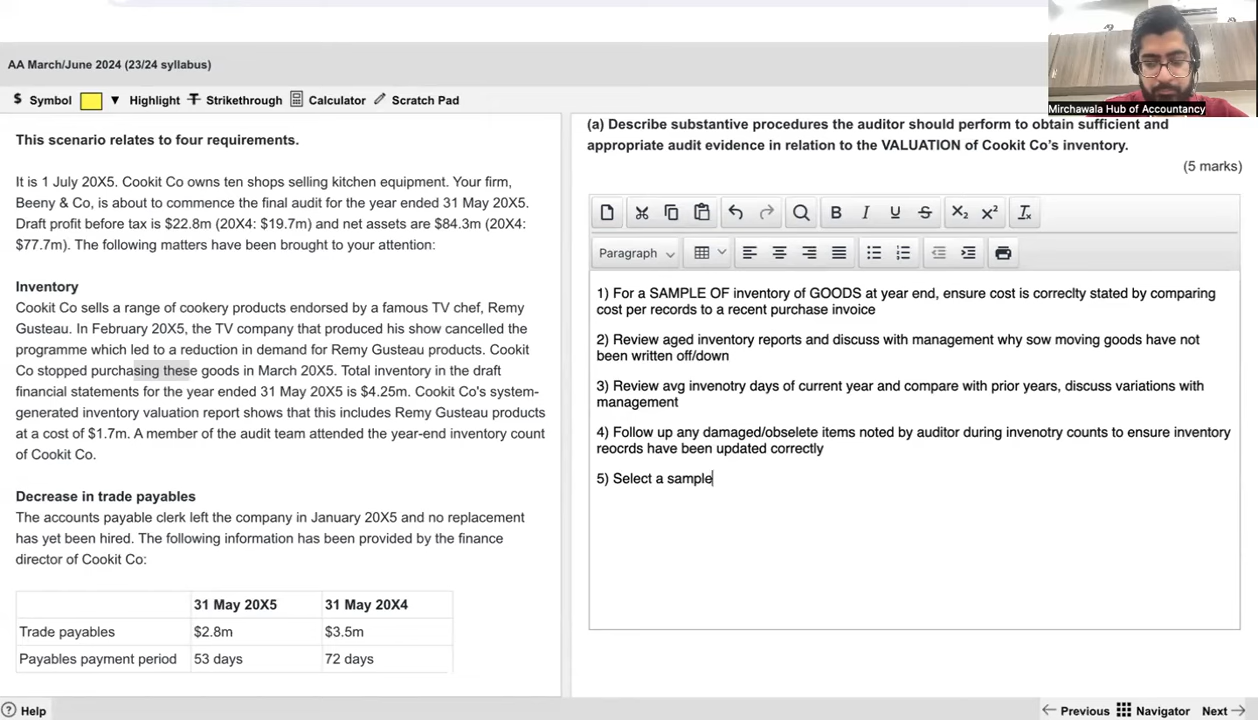 AA March/June 2024 (23/24 syllabus)
$ Symbol ▼ Highlight T Strikethrough Calculator Scratch Pad
Mirchawala Hub of Accountancy
This scenario relates to four requirements.
It is 1 July 20X5. Cookit Co owns ten shops selling kitchen equipment. Your firm,
Beeny & Co, is about to commence the final audit for the year ended 31 May 20X5.
Draft profit before tax is $22.8m (20X4: $19.7m) and net assets are $84.3m (20X4:
$77.7m). The following matters have been brought to your attention:
Inventory
Cookit Co sells a range of cookery products endorsed by a famous TV chef, Remy
Gusteau. In February 20X5, the TV company that produced his show cancelled the
programme which led to a reduction in demand for Remy Gusteau products. Cookit
Co stopped purchasing these goods in March 20X5. Total inventory in the draft
financial statements for the year ended 31 May 20X5 is $4.25m. Cookit Co's system-
generated inventory valuation report shows that this includes Remy Gusteau products
at a cost of $1.7m. A member of the audit team attended the year-end inventory count
of Cookit Co.
Decrease in trade payables
The accounts payable clerk left the company in January 20X5 and no replacement
has yet been hired. The following information has been provided by the finance
director of Cookit Co:
31 May 20X5 31 May 20X4
Trade payables $2.8m $3.5m
Payables payment period 53 days 72 days
(a) Describe substantive procedures the auditor should perform to obtain sufficient and
appropriate audit evidence in relation to the VALUATION of Cookit Co's inventory.
(5 marks)
B I U S X₂ X² Tx
Paragraph
1) For a SAMPLE OF inventory of GOODS at year end, ensure cost is correclty stated by comparing
cost per records to a recent purchase invoice
2) Review aged inventory reports and discuss with management why sow moving goods have not
been written off/down
3) Review avg invenotry days of current year and compare with prior years, discuss variations with
management
4) Follow up any damaged/obselete items noted by auditor during invenotry counts to ensure inventory
reocrds have been updated correctly
5) Select a sample
? Help
Previous Navigator Next